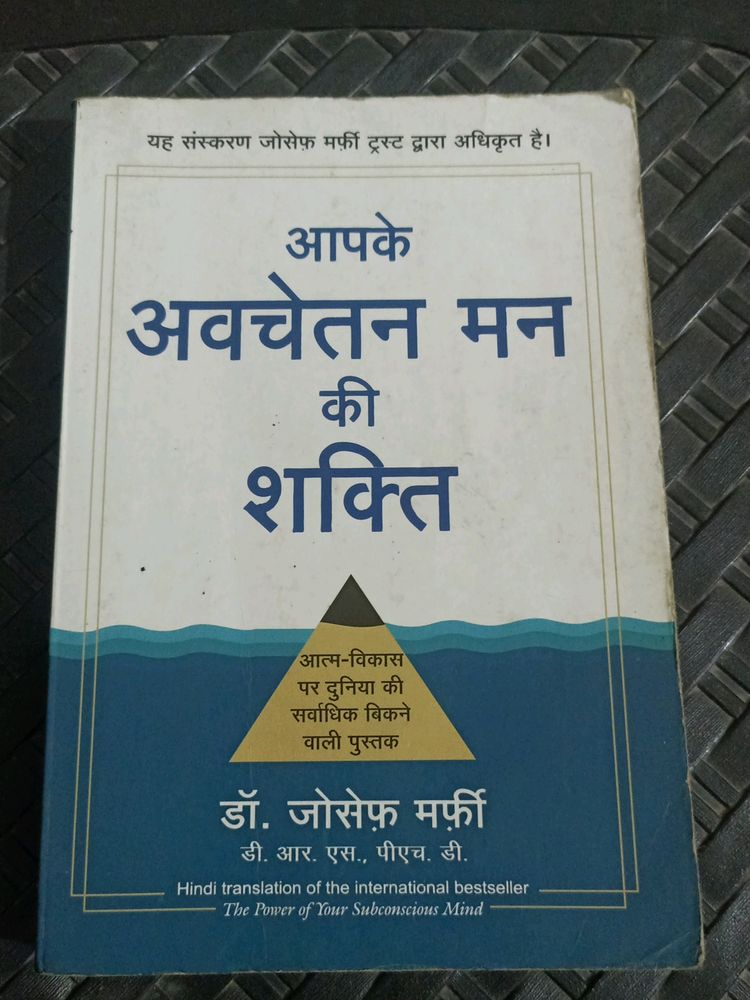 यह संस्करण जोसेफ़ मर्फ़ी ट्रस्ट द्वारा अधिकृत है।
आपके
अवचेतन मन
की
शक्ति
आत्म-विकास
पर दुनिया की
सर्वाधिक बिकने
वाली पुस्तक
डॉ. जोसेफ़ मर्फ़ी
डी. आर. एस., पीएच. डी.
Hindi translation of the international bestseller
The Power of Your Subconscious Mind